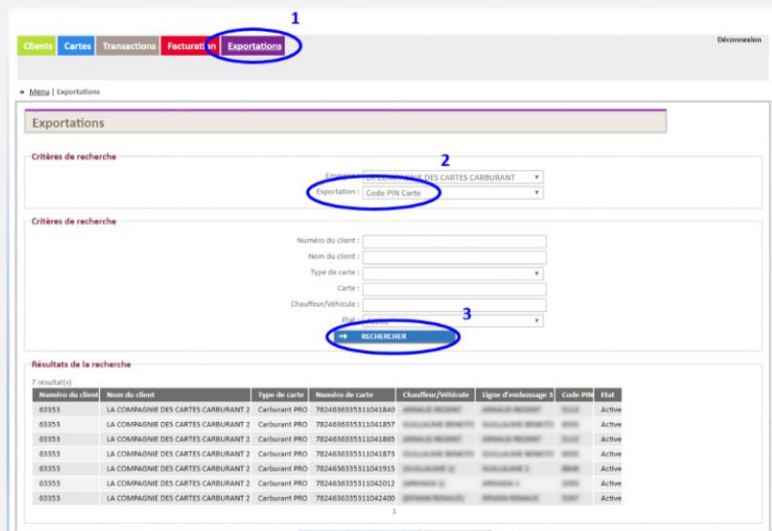 1
Clients Cartes Transactions Facturation Exportations
Déconnexion
» Menu | Exportations
Exportations
Critères de recherche
2
LA COMPAGNIE DES CARTES CARBURANT
Exportation : Code PIN Carte
Critères de recherche
Numéro du client :
Nom du client :
Type de carte :
Carte :
Chauffeur/Véhicule :
3
Etat :
RECHERCHER
Résultats de la recherche
7 résultat(s)
Numéro du client Nom du client Type de carte Numéro de carte Chauffeur/Véhicule Ligne d'embossage 3 Code PIN Etat
63353 LA COMPAGNIE DES CARTES CARBURANT 2 Carburant PRO 7824636335311041840 Active
63353 LA COMPAGNIE DES CARTES CARBURANT 2 Carburant PRO 7824636335311041857 Active
63353 LA COMPAGNIE DES CARTES CARBURANT 2 Carburant PRO 7824636335311041865 Active
63353 LA COMPAGNIE DES CARTES CARBURANT 2 Carburant PRO 7824636335311041873 Active
63353 LA COMPAGNIE DES CARTES CARBURANT 2 Carburant PRO 7824636335311041915 Active
63353 LA COMPAGNIE DES CARTES CARBURANT 2 Carburant PRO 7824636335311042012 Active
63353 LA COMPAGNIE DES CARTES CARBURANT 2 Carburant PRO 7824636335311042400 Active
1